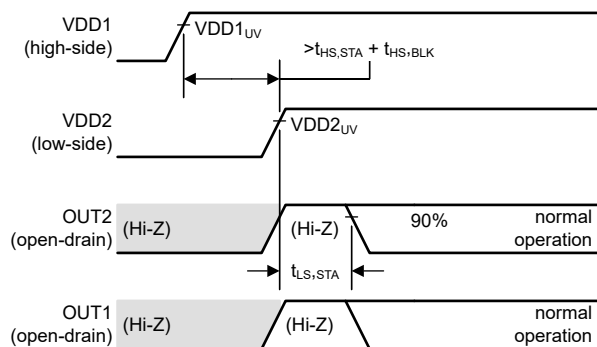 VDD1
(high-side)
VDD1UV
>tHS,STA + tHS,BLK
VDD2
(low-side)
VDD2UV
OUT2
(open-drain)
(Hi-Z)
(Hi-Z)
90%
normal
operation
tLS,STA
OUT1
(open-drain)
(Hi-Z)
(Hi-Z)
normal
operation